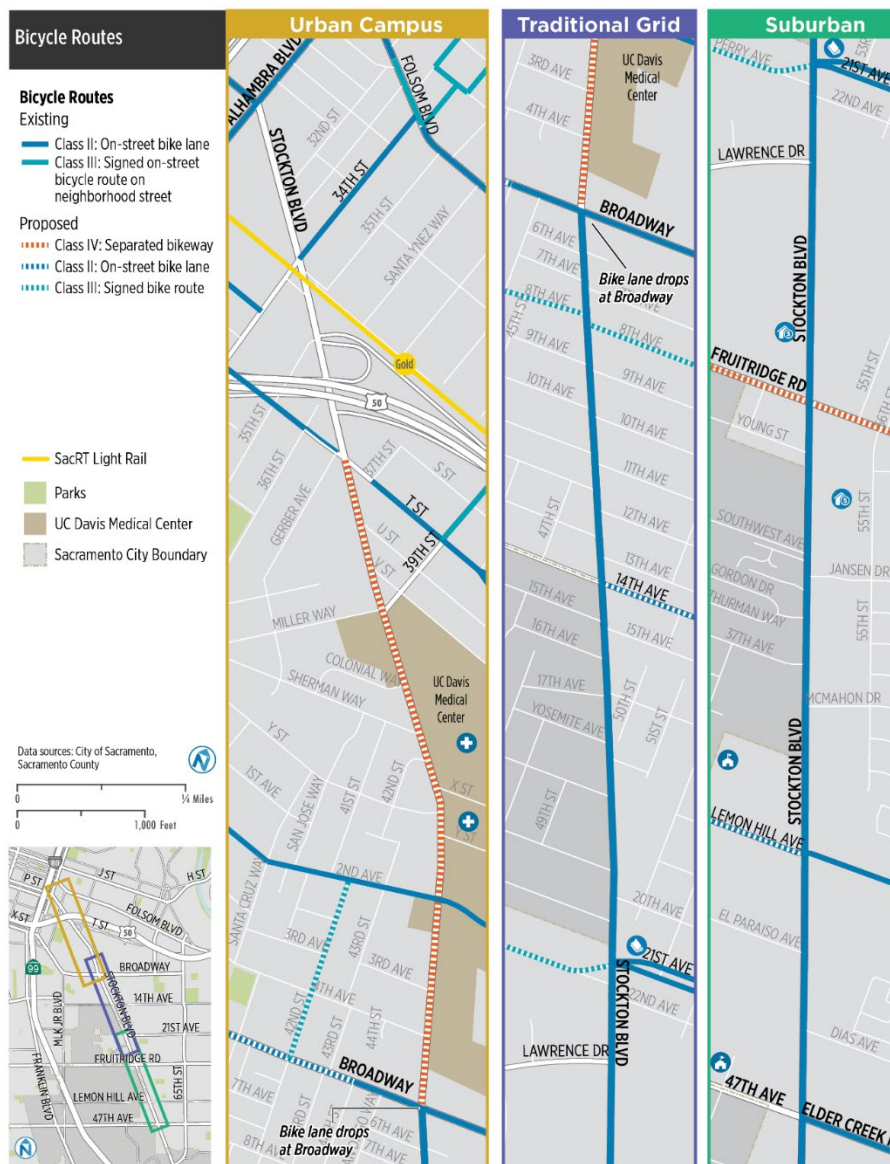 Bicycle Routes
Bicycle Routes
Existing
Class II: On-street bike lane
Class III: Signed on-street
bicycle route on
neighborhood street
Proposed
Class IV: Separated bikeway
Class II: On-street bike lane
Class III: Signed bike route
SacRT Light Rail
Parks
UC Davis Medical Center
Sacramento City Boundary
Data sources: City of Sacramento,
Sacramento County
N
0 ¼ Miles
0 1,000 Feet
P ST
J ST
H ST
X ST
T ST
FOLSOM BLVD
50
99
BROADWAY
STOCKTON BLVD
14TH AVE
MLK JR BLVD
21ST AVE
FRUITRIDGE RD
FRANKLIN BLVD
65TH ST
LEMON HILL AVE
47TH AVE
N
Urban Campus
ALHAMBRA BLVD
FOLSOM BLVD
32ND ST
STOCKTON BLVD
34TH ST
35TH ST
SANTA YNEZ WAY
Gold
50
35TH ST
36TH ST
37TH ST
S ST
GERBER AVE
T ST
U ST
V ST
39TH ST
MILLER WAY
COLONIAL WAY
SHERMAN WAY
UC Davis
Medical
Center
Y ST
1ST AVE
SAN JOSE WAY
41ST ST
42ND ST
X ST
Y ST
SANTA CRUZ WAY
2ND AVE
3RD AVE
43RD ST
3RD AVE
42ND ST
4TH AVE
43RD ST
44TH ST
BROADWAY
7TH AVE
8TH AVE
6TH AVE
7TH AVE
Bike lane drops
at Broadway
Traditional Grid
3RD AVE
UC Davis
Medical
Center
4TH AVE
BROADWAY
6TH AVE
7TH AVE
Bike lane drops
at Broadway
8TH AVE
45TH ST
8TH AVE
9TH AVE
9TH AVE
10TH AVE
10TH AVE
11TH AVE
47TH ST
12TH AVE
13TH AVE
14TH AVE
15TH AVE
15TH AVE
16TH AVE
17TH AVE
50TH ST
51ST ST
YOSEMITE AVE
49TH ST
20TH AVE
21ST AVE
22ND AVE
STOCKTON BLVD
LAWRENCE DR
Suburban
PERRY AVE
53RD
21ST AVE
22ND AVE
LAWRENCE DR
STOCKTON BLVD
FRUITRIDGE RD
55TH ST
56TH ST
YOUNG ST
SOUTHWEST AVE
55TH ST
GORDON DR
JANSEN DR
THURMAN WAY
37TH AVE
55TH ST
MCMAHON DR
STOCKTON BLVD
LEMON HILL AVE
EL PARAISO AVE
DIAS AVE
47TH AVE
ELDER CREEK